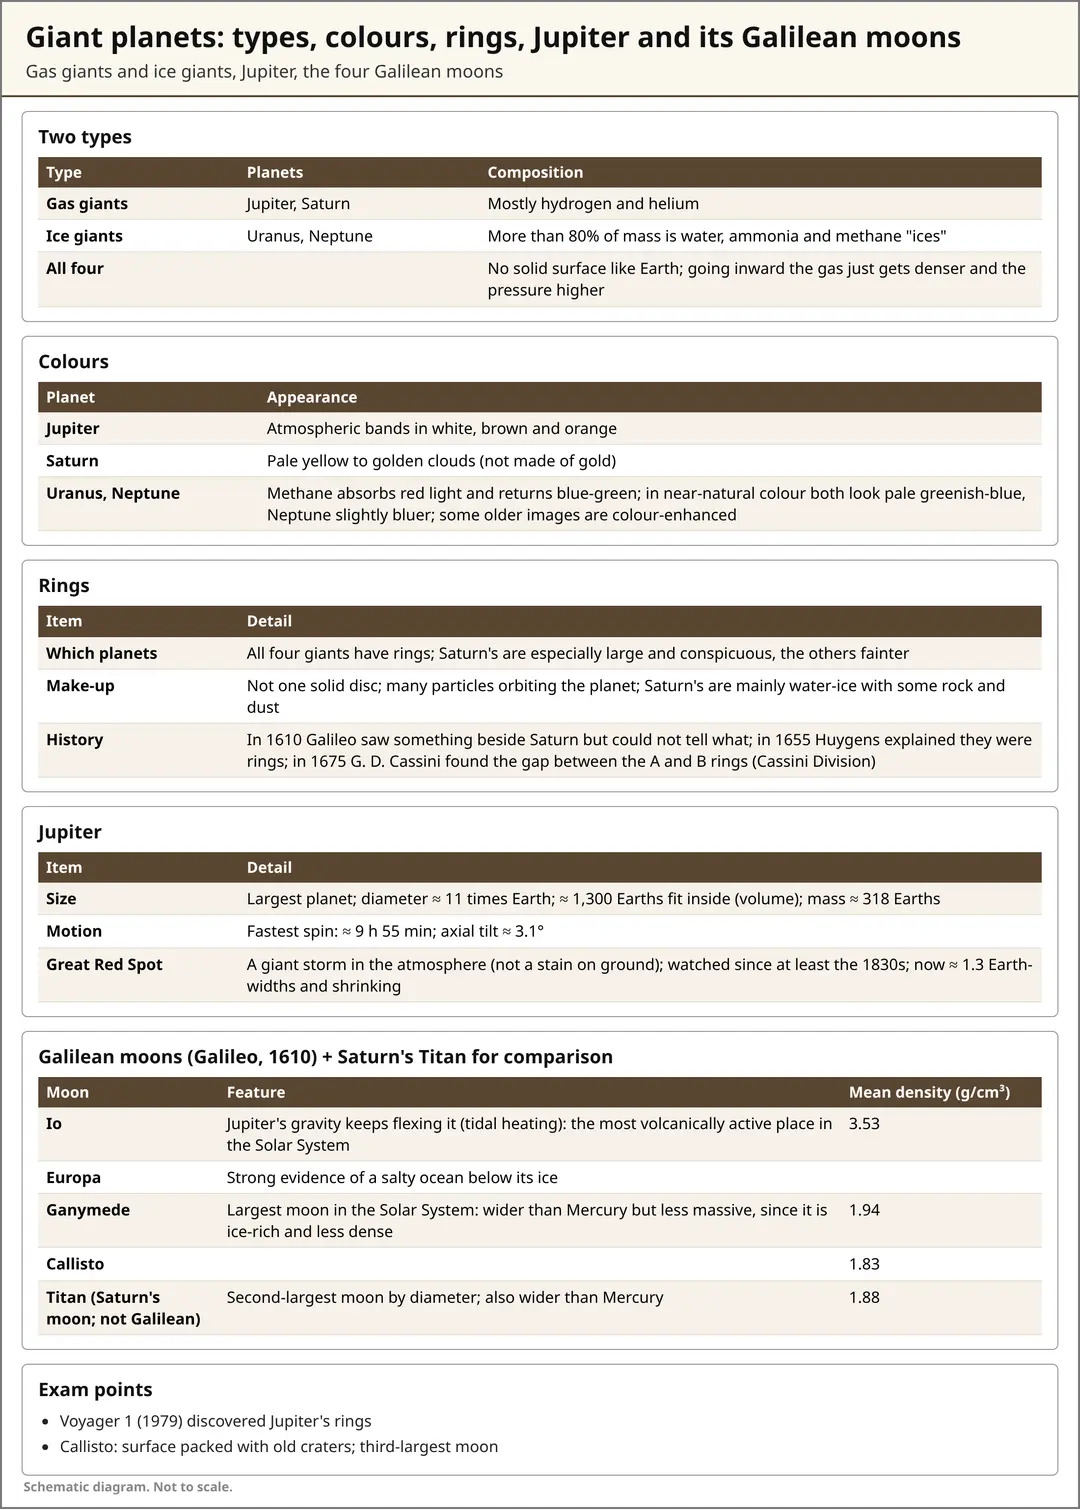 Giant planets: types, colours, rings, Jupiter and its Galilean moons
Gas giants and ice giants, Jupiter, the four Galilean moons
Two types
Type Planets Composition
Gas giants Jupiter, Saturn Mostly hydrogen and helium
Ice giants Uranus, Neptune More than 80% of mass is water, ammonia and methane "ices"
All four No solid surface like Earth; going inward the gas just gets denser and the
pressure higher
Colours
Planet Appearance
Jupiter Atmospheric bands in white, brown and orange
Saturn Pale yellow to golden clouds (not made of gold)
Uranus, Neptune Methane absorbs red light and returns blue-green; in near-natural colour both look pale greenish-blue,
Neptune slightly bluer; some older images are colour-enhanced
Rings
Item Detail
Which planets All four giants have rings; Saturn's are especially large and conspicuous, the others fainter
Make-up Not one solid disc; many particles orbiting the planet; Saturn's are mainly water-ice with some rock and
dust
History In 1610 Galileo saw something beside Saturn but could not tell what; in 1655 Huygens explained they were
rings; in 1675 G. D. Cassini found the gap between the A and B rings (Cassini Division)
Jupiter
Item Detail
Size Largest planet; diameter ≈ 11 times Earth; ≈ 1,300 Earths fit inside (volume); mass ≈ 318 Earths
Motion Fastest spin: ≈ 9 h 55 min; axial tilt ≈ 3.1°
Great Red Spot A giant storm in the atmosphere (not a stain on ground); watched since at least the 1830s; now ≈ 1.3 Earth-
widths and shrinking
Galilean moons (Galileo, 1610) + Saturn's Titan for comparison
Moon Feature Mean density (g/cm³)
Io Jupiter's gravity keeps flexing it (tidal heating): the most volcanically active place in 3.53
the Solar System
Europa Strong evidence of a salty ocean below its ice
Ganymede Largest moon in the Solar System: wider than Mercury but less massive, since it is 1.94
ice-rich and less dense
Callisto 1.83
Titan (Saturn's Second-largest moon by diameter; also wider than Mercury 1.88
moon; not Galilean)
Exam points
• Voyager 1 (1979) discovered Jupiter's rings
• Callisto: surface packed with old craters; third-largest moon
Schematic diagram. Not to scale.